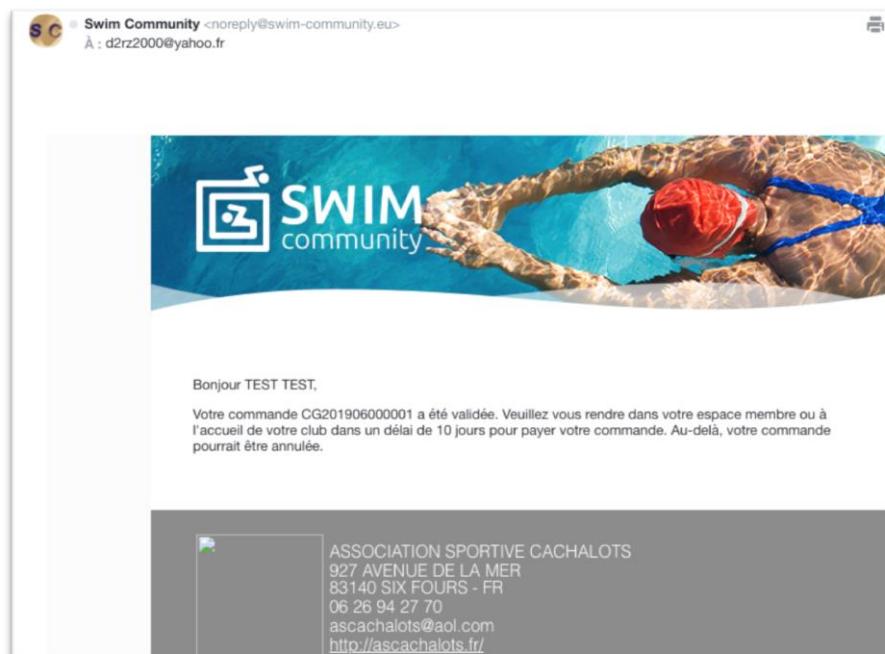 Swim Community <noreply@swim-community.eu>
À : d2rz2000@yahoo.fr
S C
SWIM
community
Bonjour TEST TEST,
Votre commande CG201906000001 a été validée. Veuillez vous rendre dans votre espace membre ou à
l'accueil de votre club dans un délai de 10 jours pour payer votre commande. Au-delà, votre commande
pourrait être annulée.
ASSOCIATION SPORTIVE CACHALOTS
927 AVENUE DE LA MER
83140 SIX FOURS - FR
06 26 94 27 70
ascachalots@aol.com
http://ascachalots.fr/